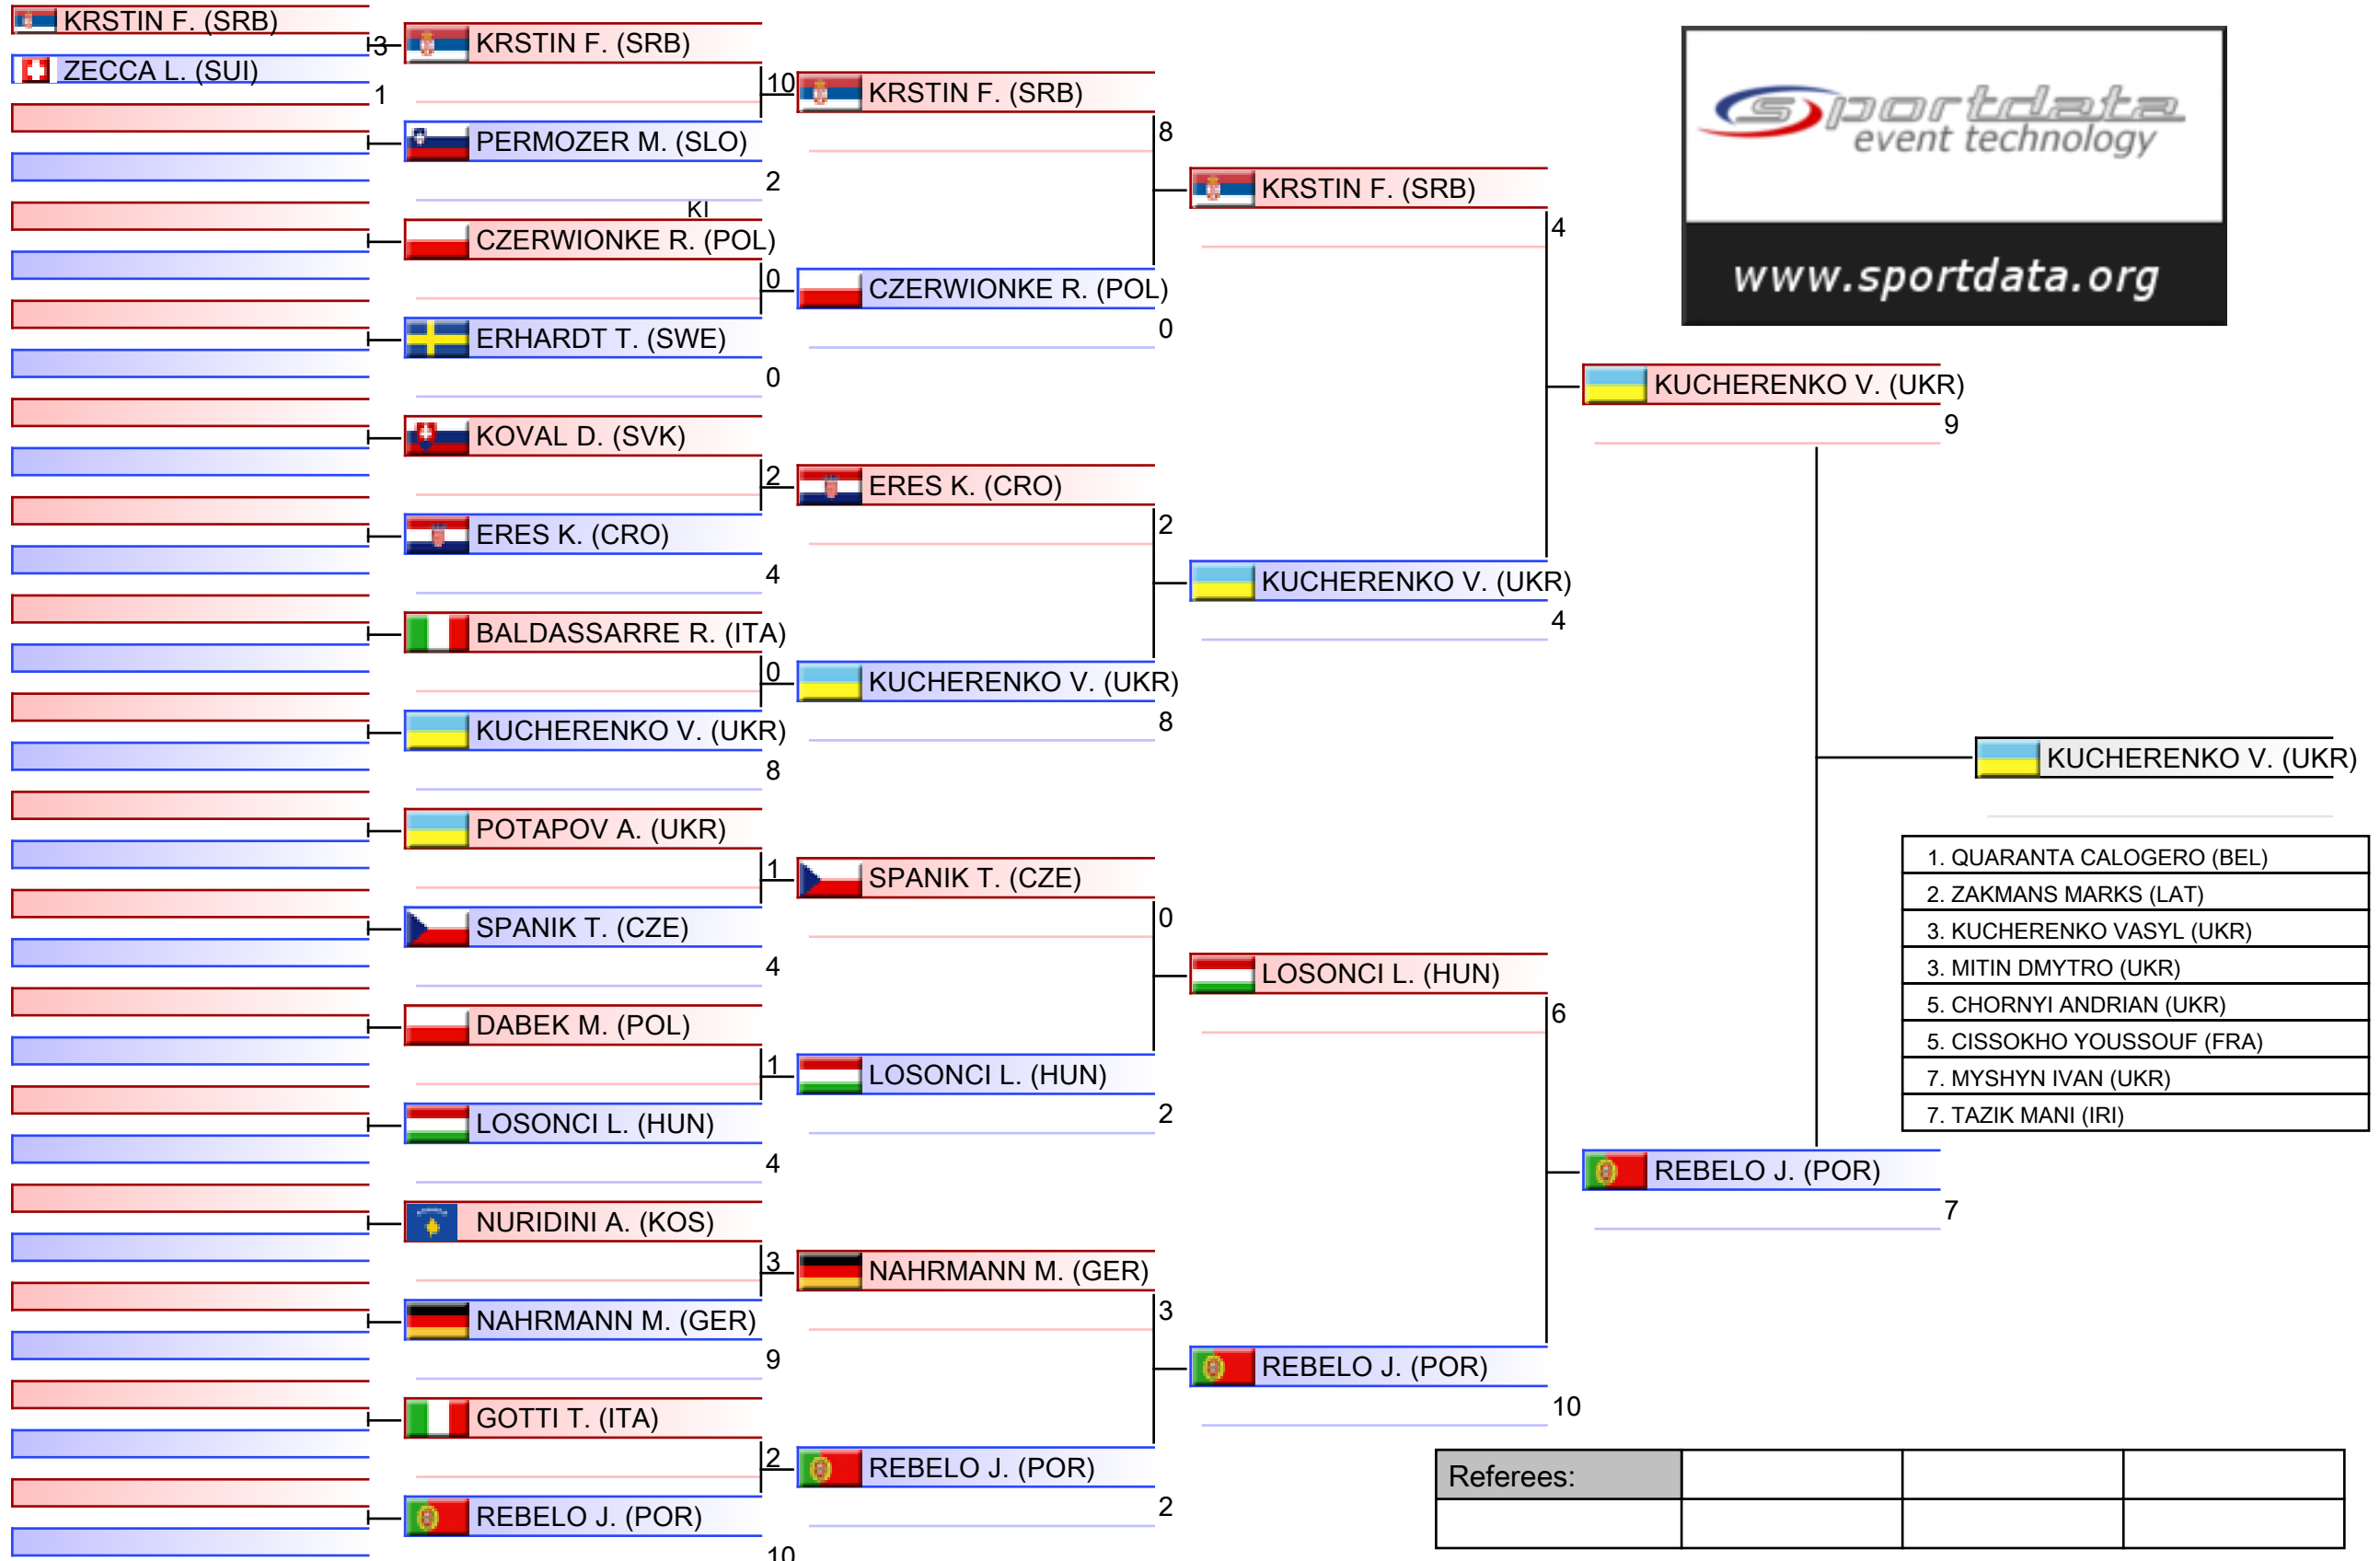 KRSTIN F. (SRB)
3
ZECCA L. (SUI)
1
KRSTIN F. (SRB)
10
PERMOZER M. (SLO)
2
KI
CZERWIONKE R. (POL)
0
ERHARDT T. (SWE)
0
KOVAL D. (SVK)
2
ERES K. (CRO)
4
BALDASSARRE R. (ITA)
0
KUCHERENKO V. (UKR)
8
POTAPOV A. (UKR)
1
SPANIK T. (CZE)
4
DABEK M. (POL)
1
LOSONCI L. (HUN)
4
NURIDINI A. (KOS)
3
NAHRMANN M. (GER)
9
GOTTI T. (ITA)
2
REBELO J. (POR)
10
KRSTIN F. (SRB)
8
CZERWIONKE R. (POL)
0
ERES K. (CRO)
2
KUCHERENKO V. (UKR)
8
SPANIK T. (CZE)
0
LOSONCI L. (HUN)
2
NAHRMANN M. (GER)
3
REBELO J. (POR)
2
KRSTIN F. (SRB)
4
KUCHERENKO V. (UKR)
4
LOSONCI L. (HUN)
6
REBELO J. (POR)
10
KUCHERENKO V. (UKR)
9
REBELO J. (POR)
7
KUCHERENKO V. (UKR)
sportdata
event technology
www.sportdata.org
1. QUARANTA CALOGERO (BEL)
2. ZAKMANS MARKS (LAT)
3. KUCHERENKO VASYL (UKR)
3. MITIN DMYTRO (UKR)
5. CHORNYI ANDRIAN (UKR)
5. CISSOKHO YOUSSOUF (FRA)
7. MYSHYN IVAN (UKR)
7. TAZIK MANI (IRI)
Referees: